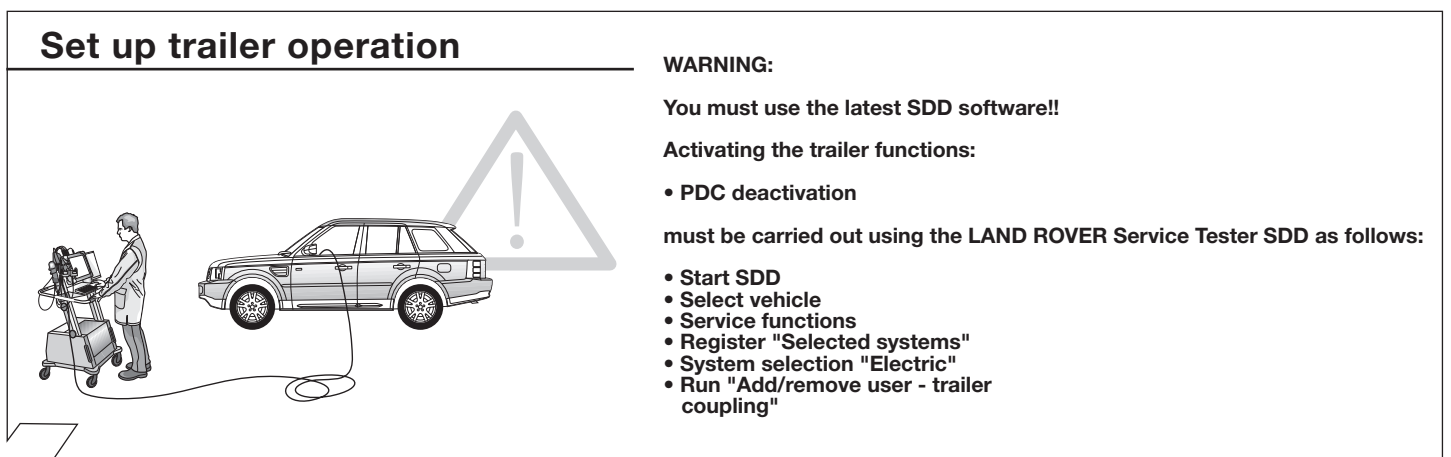 Set up trailer operation
WARNING:
You must use the latest SDD software!!
Activating the trailer functions:
• PDC deactivation
must be carried out using the LAND ROVER Service Tester SDD as follows:
• Start SDD
• Select vehicle
• Service functions
• Register "Selected systems"
• System selection "Electric"
• Run "Add/remove user - trailer
coupling"